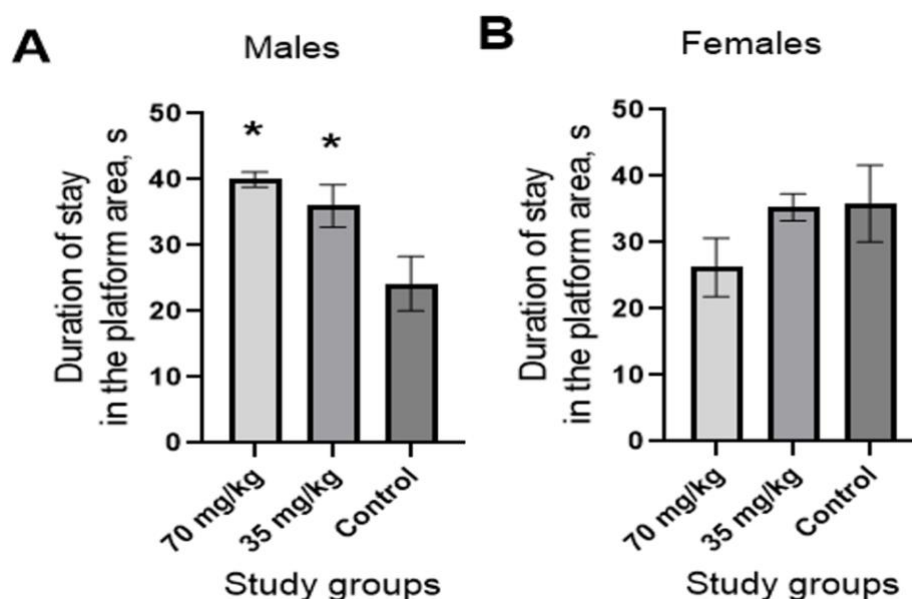 A
Males
Duration of stay
in the platform area, s
50
40
30
20
10
0
*
*
70 mg/kg
35 mg/kg
Control
Study groups
B
Females
Duration of stay
in the platform area, s
50
40
30
20
10
0
70 mg/kg
35 mg/kg
Control
Study groups